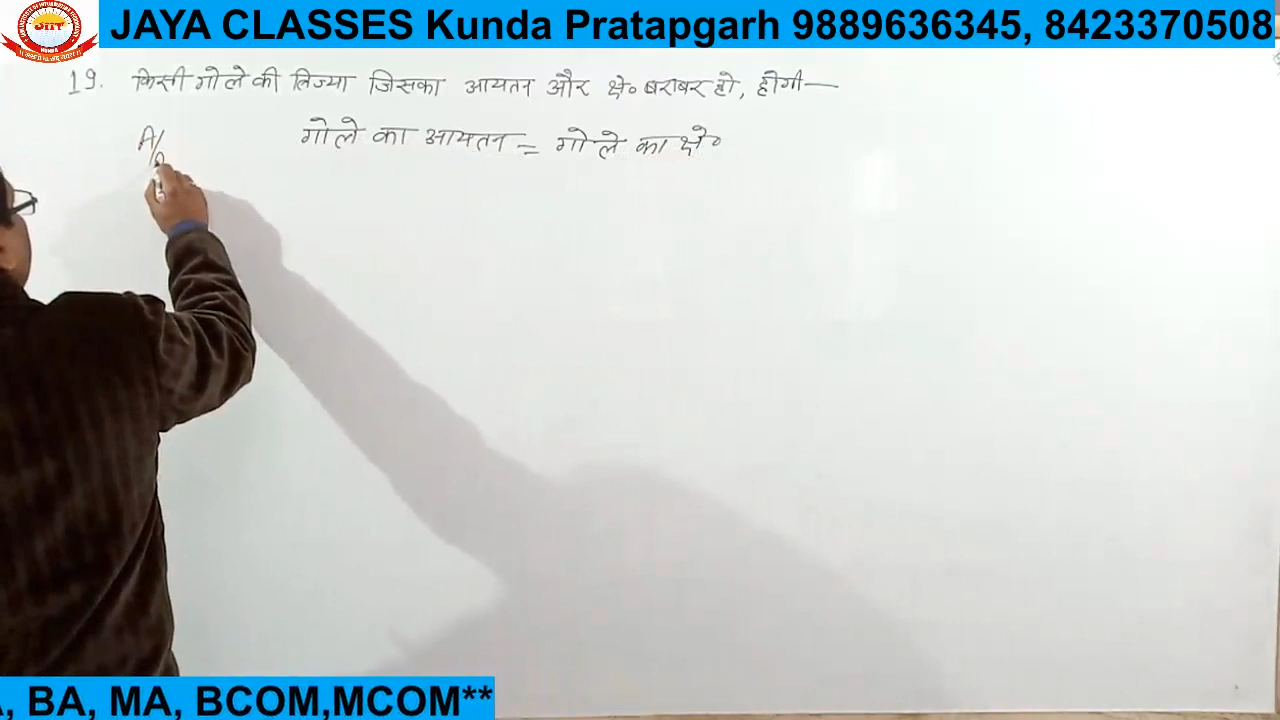 JAYA CLASSES Kunda Pratapgarh 9889636345, 8423370508
19. किसी गोले की त्रिज्या जिसका आयतन और क्षे० बराबर हो, होगी—
A/
गोले का आयतन = गोले का क्षे०
, BA, MA, BCOM,MCOM**